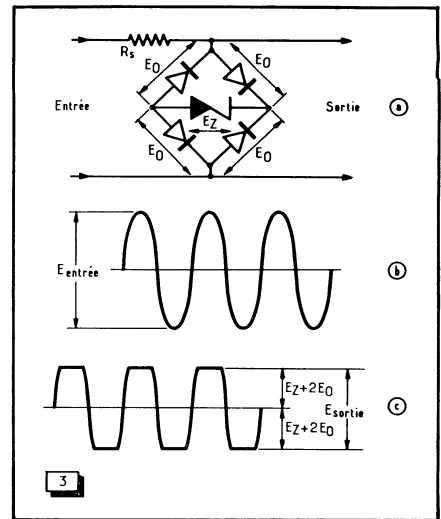 Rs
E0
E0
Entrée
Sortie
a
EZ
E0
E0
Eentrée
b
EZ+2E0
Esortie
c
EZ+2E0
3